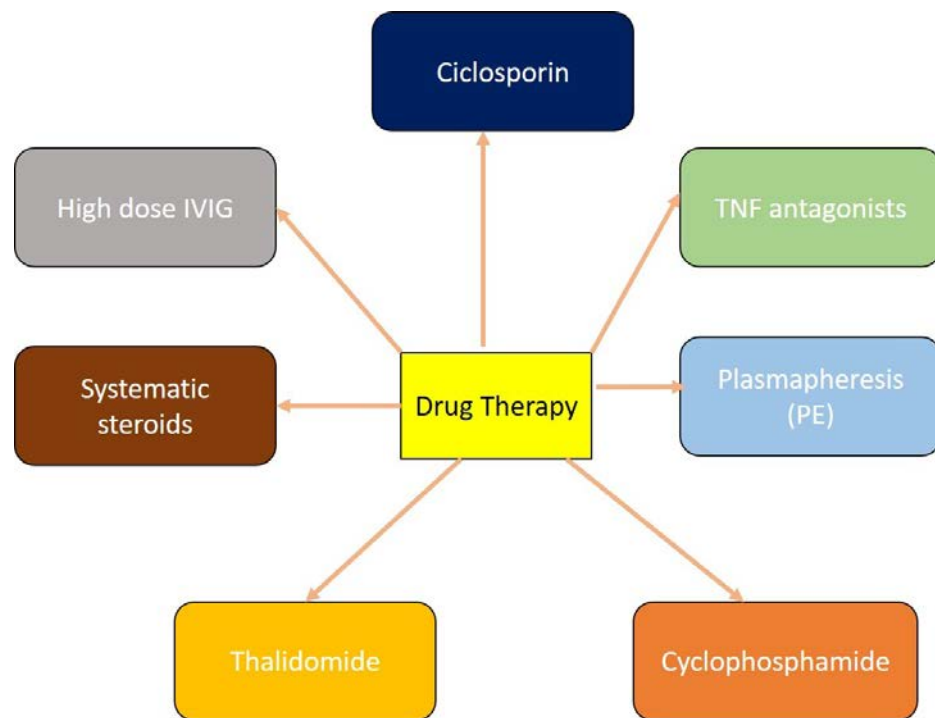 Ciclosporin
High dose IVIG
TNF antagonists
Systematic
steroids
Drug Therapy
Plasmapheresis
(PE)
Thalidomide
Cyclophosphamide